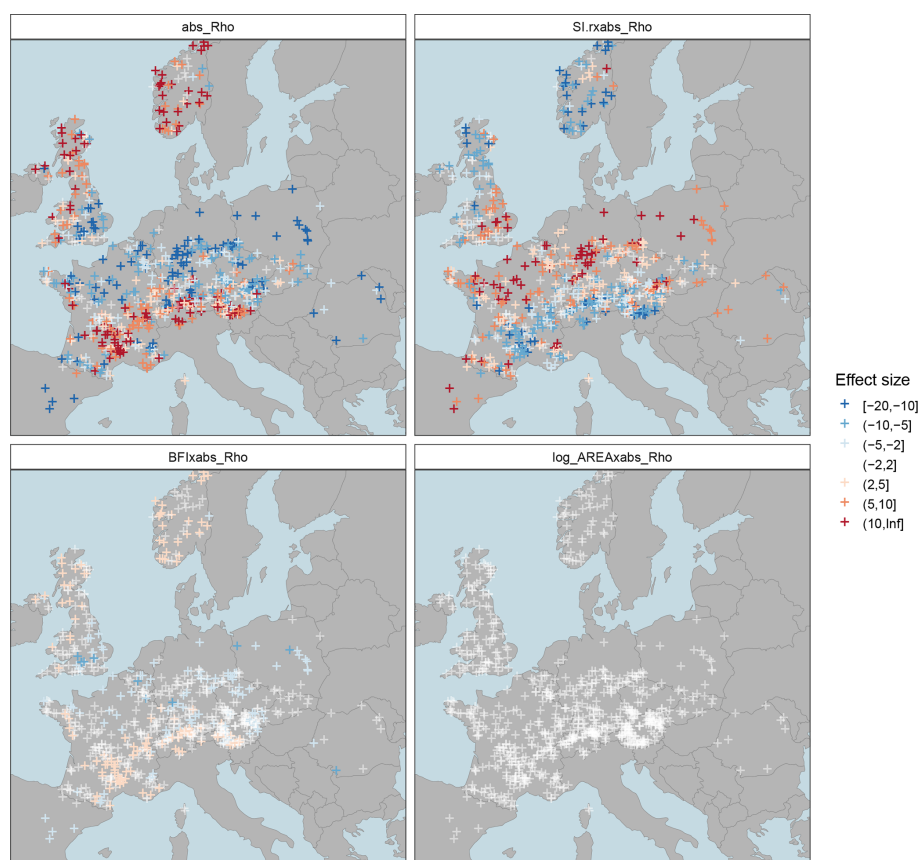 abs_Rho
SI.rxabs_Rho
BFIxabs_Rho
log_AREAxabs_Rho
Effect size
[−20,−10]
(−10,−5]
(−5,−2]
(−2,2]
(2,5]
(5,10]
(10,Inf]